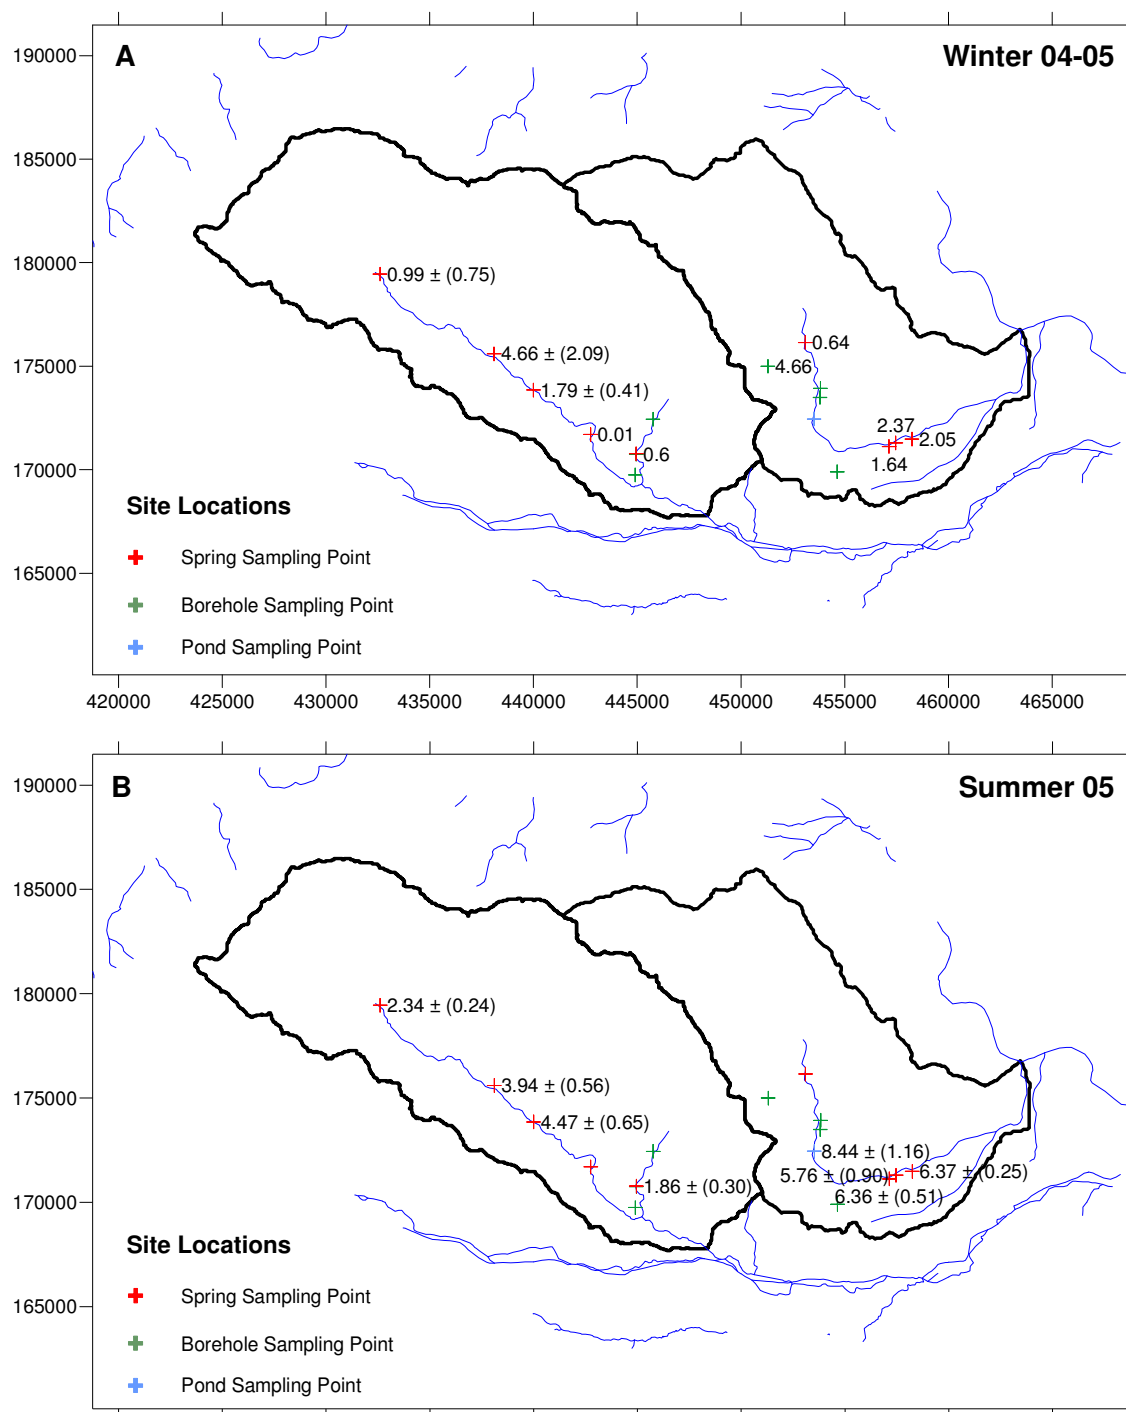 190000
A
Winter 04-05
185000
180000
0.99 ± (0.75)
175000
4.66 ± (2.09)
0.64
4.66
1.79 ± (0.41)
0.01
0.6
2.37
2.05
1.64
170000
Site Locations
165000
Spring Sampling Point
Borehole Sampling Point
Pond Sampling Point
420000 425000 430000 435000 440000 445000 450000 455000 460000 465000
190000
B
Summer 05
185000
180000
2.34 ± (0.24)
175000
3.94 ± (0.56)
4.47 ± (0.65)
8.44 ± (1.16)
5.76 ± (0.90)
6.37 ± (0.25)
1.86 ± (0.30)
6.36 ± (0.51)
170000
Site Locations
165000
Spring Sampling Point
Borehole Sampling Point
Pond Sampling Point